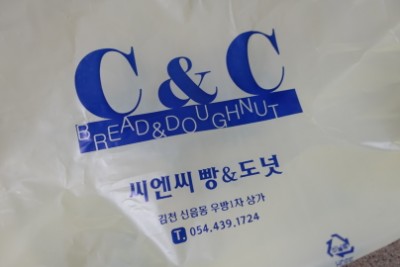 C & C
BREAD&DOUGHNUT
씨엔씨 빵&도넛
김천 신음동 우방1차 상가
T. 054.439.1724